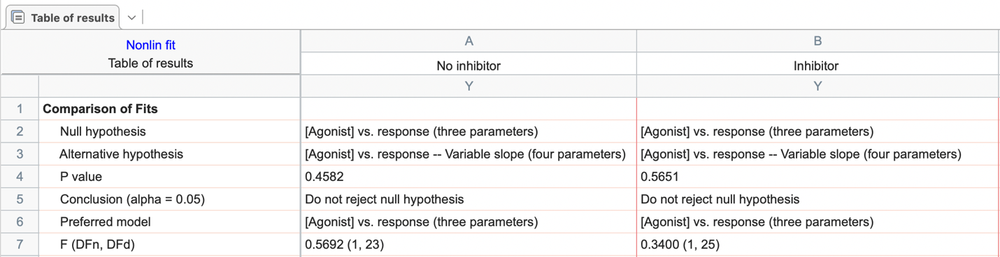 Table of results
Nonlin fit A B
Table of results No inhibitor Inhibitor
Y Y
1 Comparison of Fits
2 Null hypothesis [Agonist] vs. response (three parameters) [Agonist] vs. response (three parameters)
3 Alternative hypothesis [Agonist] vs. response -- Variable slope (four parameters) [Agonist] vs. response -- Variable slope (four parameters)
4 P value 0.4582 0.5651
5 Conclusion (alpha = 0.05) Do not reject null hypothesis Do not reject null hypothesis
6 Preferred model [Agonist] vs. response (three parameters) [Agonist] vs. response (three parameters)
7 F (DFn, DFd) 0.5692 (1, 23) 0.3400 (1, 25)